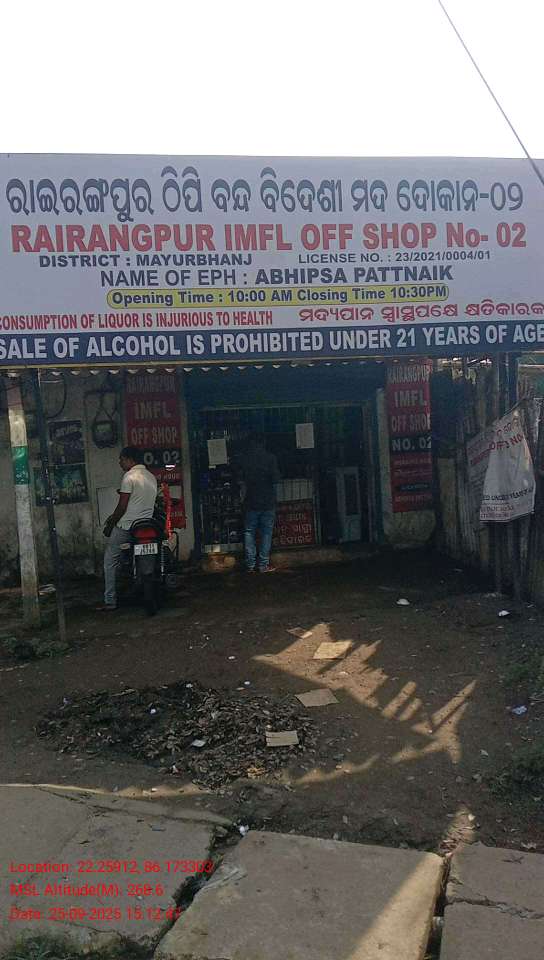 ରାଇରଙ୍ଗପୁର ଠିପି ବନ୍ଦ ବିଦେଶୀ ମଦ ଦୋକାନ-୦୨
RAIRANGPUR IMFL OFF SHOP No- 02
DISTRICT : MAYURBHANJ LICENSE NO. : 23/2021/0004/01
NAME OF EPH : ABHIPSA PATTNAIK
Opening Time : 10:00 AM Closing Time 10:30PM
CONSUMPTION OF LIQUOR IS INJURIOUS TO HEALTH ମଦ୍ୟପାନ ସ୍ୱାସ୍ଥ୍ୟପକ୍ଷେ କ୍ଷତିକାରକ
SALE OF ALCOHOL IS PROHIBITED UNDER 21 YEARS OF AGE
RAIRANGPUR
IMFL
OFF SHOP
NO. 02
RAIRANGPUR
IMFL
OFF SHOP
NO. 02
Location: 22.25912, 86.173303
MSL Altitude(M): 268.6
Date: 25-09-2025 15:12:41